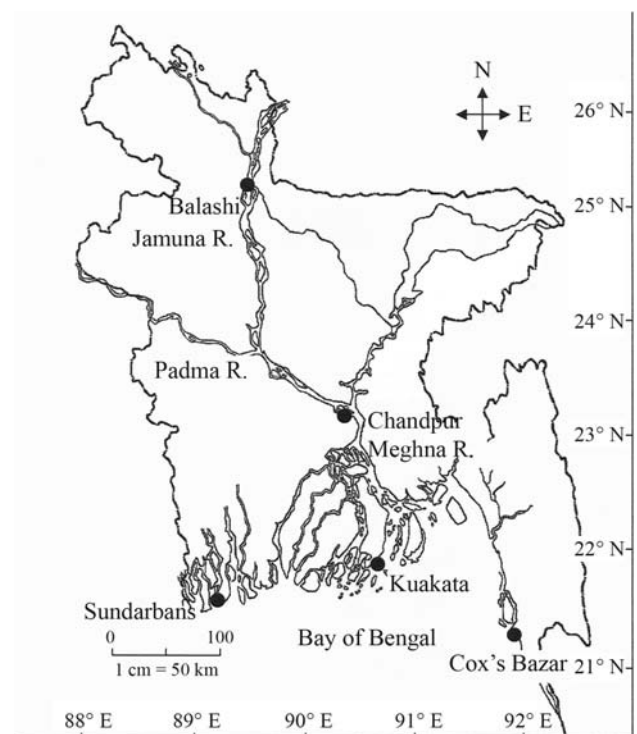 N
E
26° N
25° N
Balashi
Jamuna R.
24° N
Padma R.
Chandpur
Meghna R.
23° N
22° N
Kuakata
Sundarbans
0 100
1 cm = 50 km
Bay of Bengal
Cox's Bazar
21° N
88° E 89° E 90° E 91° E 92° E